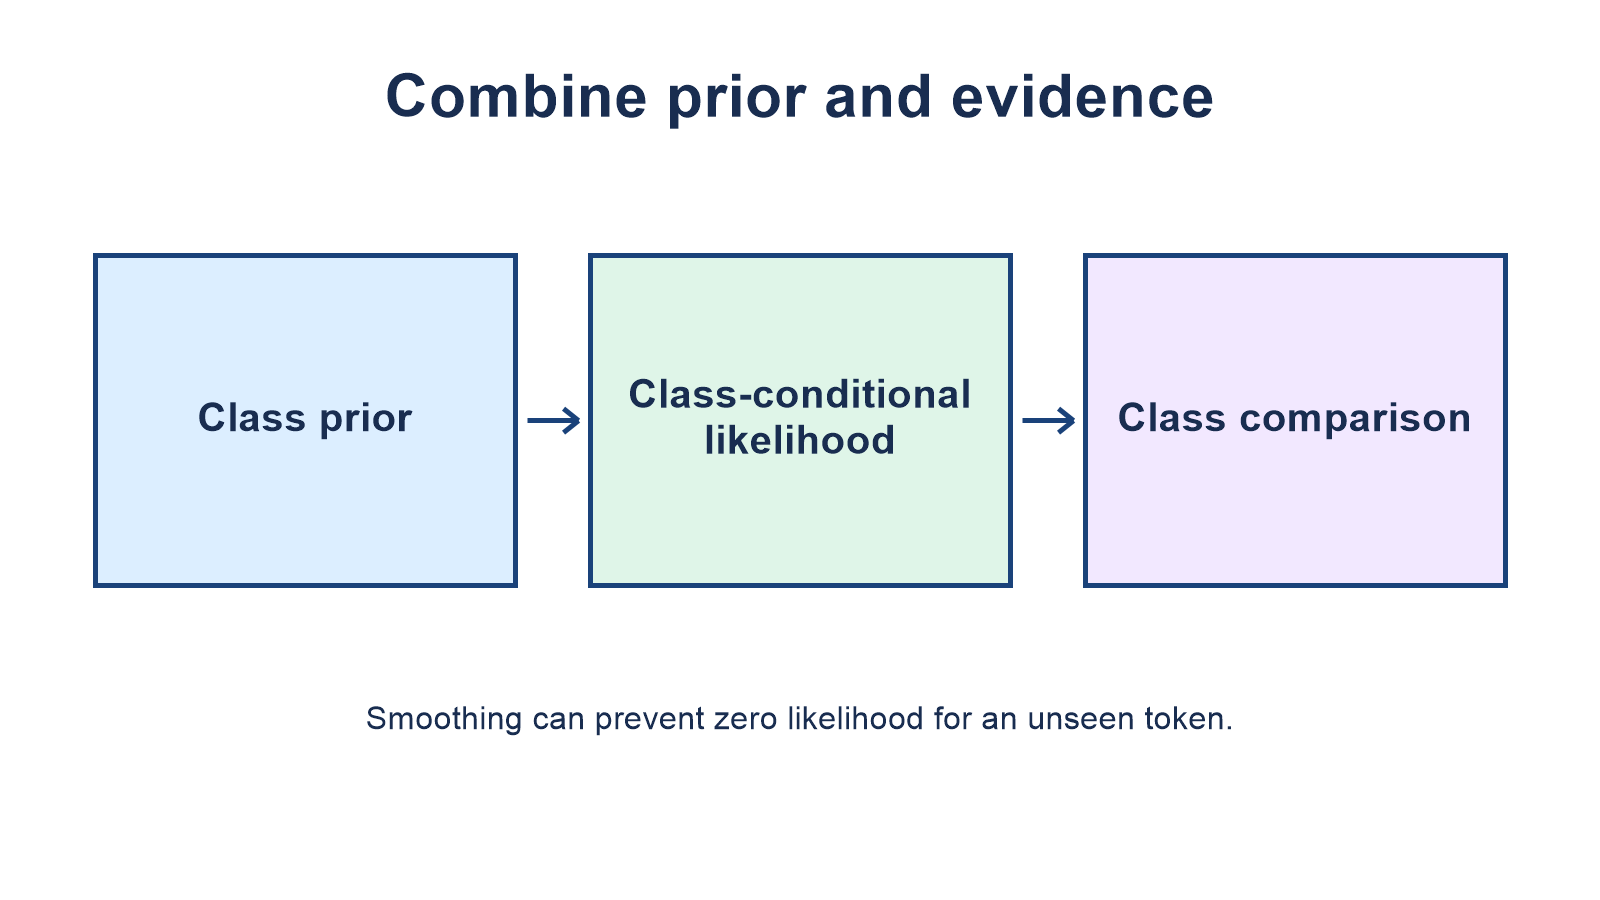 Combine prior and evidence
Class prior
Class-conditional
likelihood
Class comparison
Smoothing can prevent zero likelihood for an unseen token.